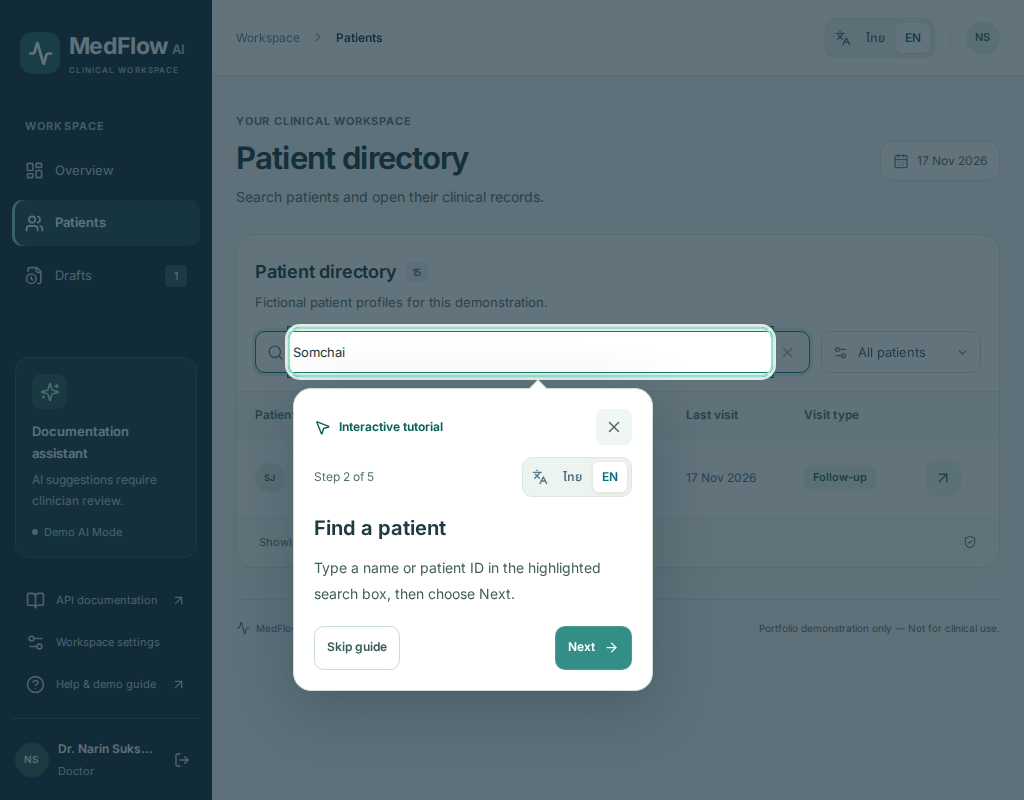 MedFlow AI
CLINICAL WORKSPACE
WORKSPACE
Overview
Patients
Drafts 1
Documentation
assistant
AI suggestions require
clinician review.
Demo AI Mode
API documentation
Workspace settings
Help & demo guide
NS
Dr. Narin Suks...
Doctor
Workspace > Patients
ไทย EN
NS
YOUR CLINICAL WORKSPACE
Patient directory
17 Nov 2026
Search patients and open their clinical records.
Patient directory 15
Fictional patient profiles for this demonstration.
Somchai
All patients
Last visit Visit type
SJ
17 Nov 2026 Follow-up
Interactive tutorial
Step 2 of 5
ไทย EN
Find a patient
Type a name or patient ID in the highlighted
search box, then choose Next.
Skip guide Next
Portfolio demonstration only — Not for clinical use.